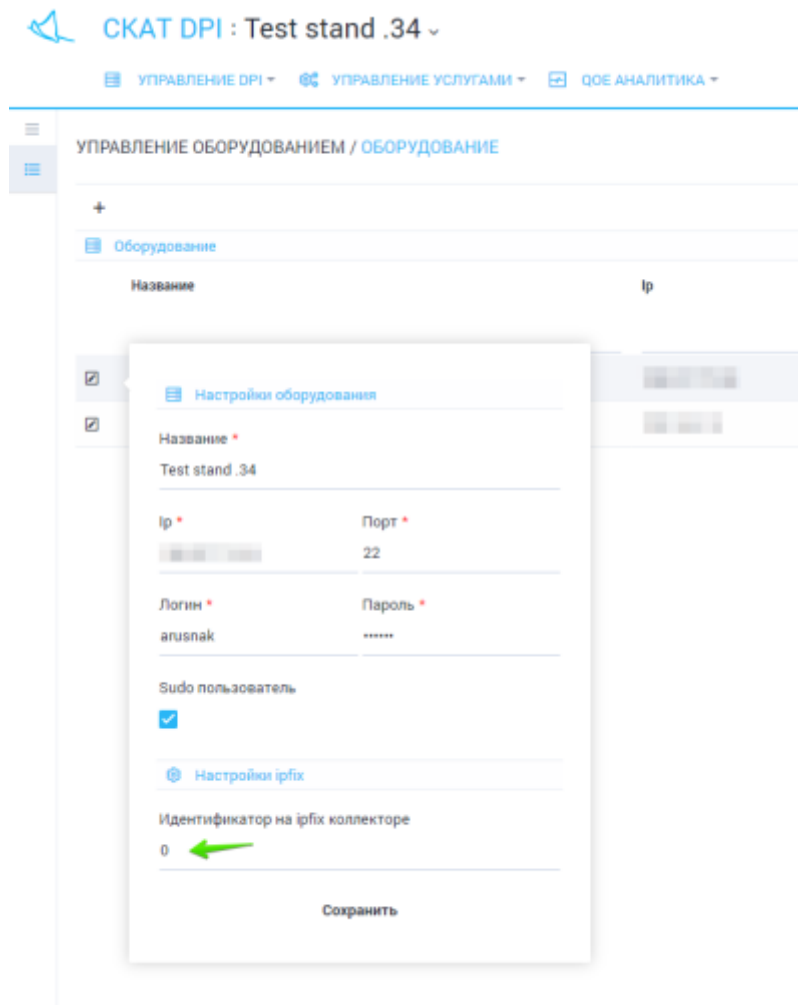 СКАТ DPI : Test stand .34
УПРАВЛЕНИЕ DPI УПРАВЛЕНИЕ УСЛУГАМИ QOE АНАЛИТИКА
УПРАВЛЕНИЕ ОБОРУДОВАНИЕМ / ОБОРУДОВАНИЕ
+
Оборудование
Название Ip
Настройки оборудования
Название *
Test stand .34
Ip * Порт *
22
Логин * Пароль *
arusnak ••••••
Sudo пользователь
Настройки ipfix
Идентификатор на ipfix коллекторе
0
Сохранить